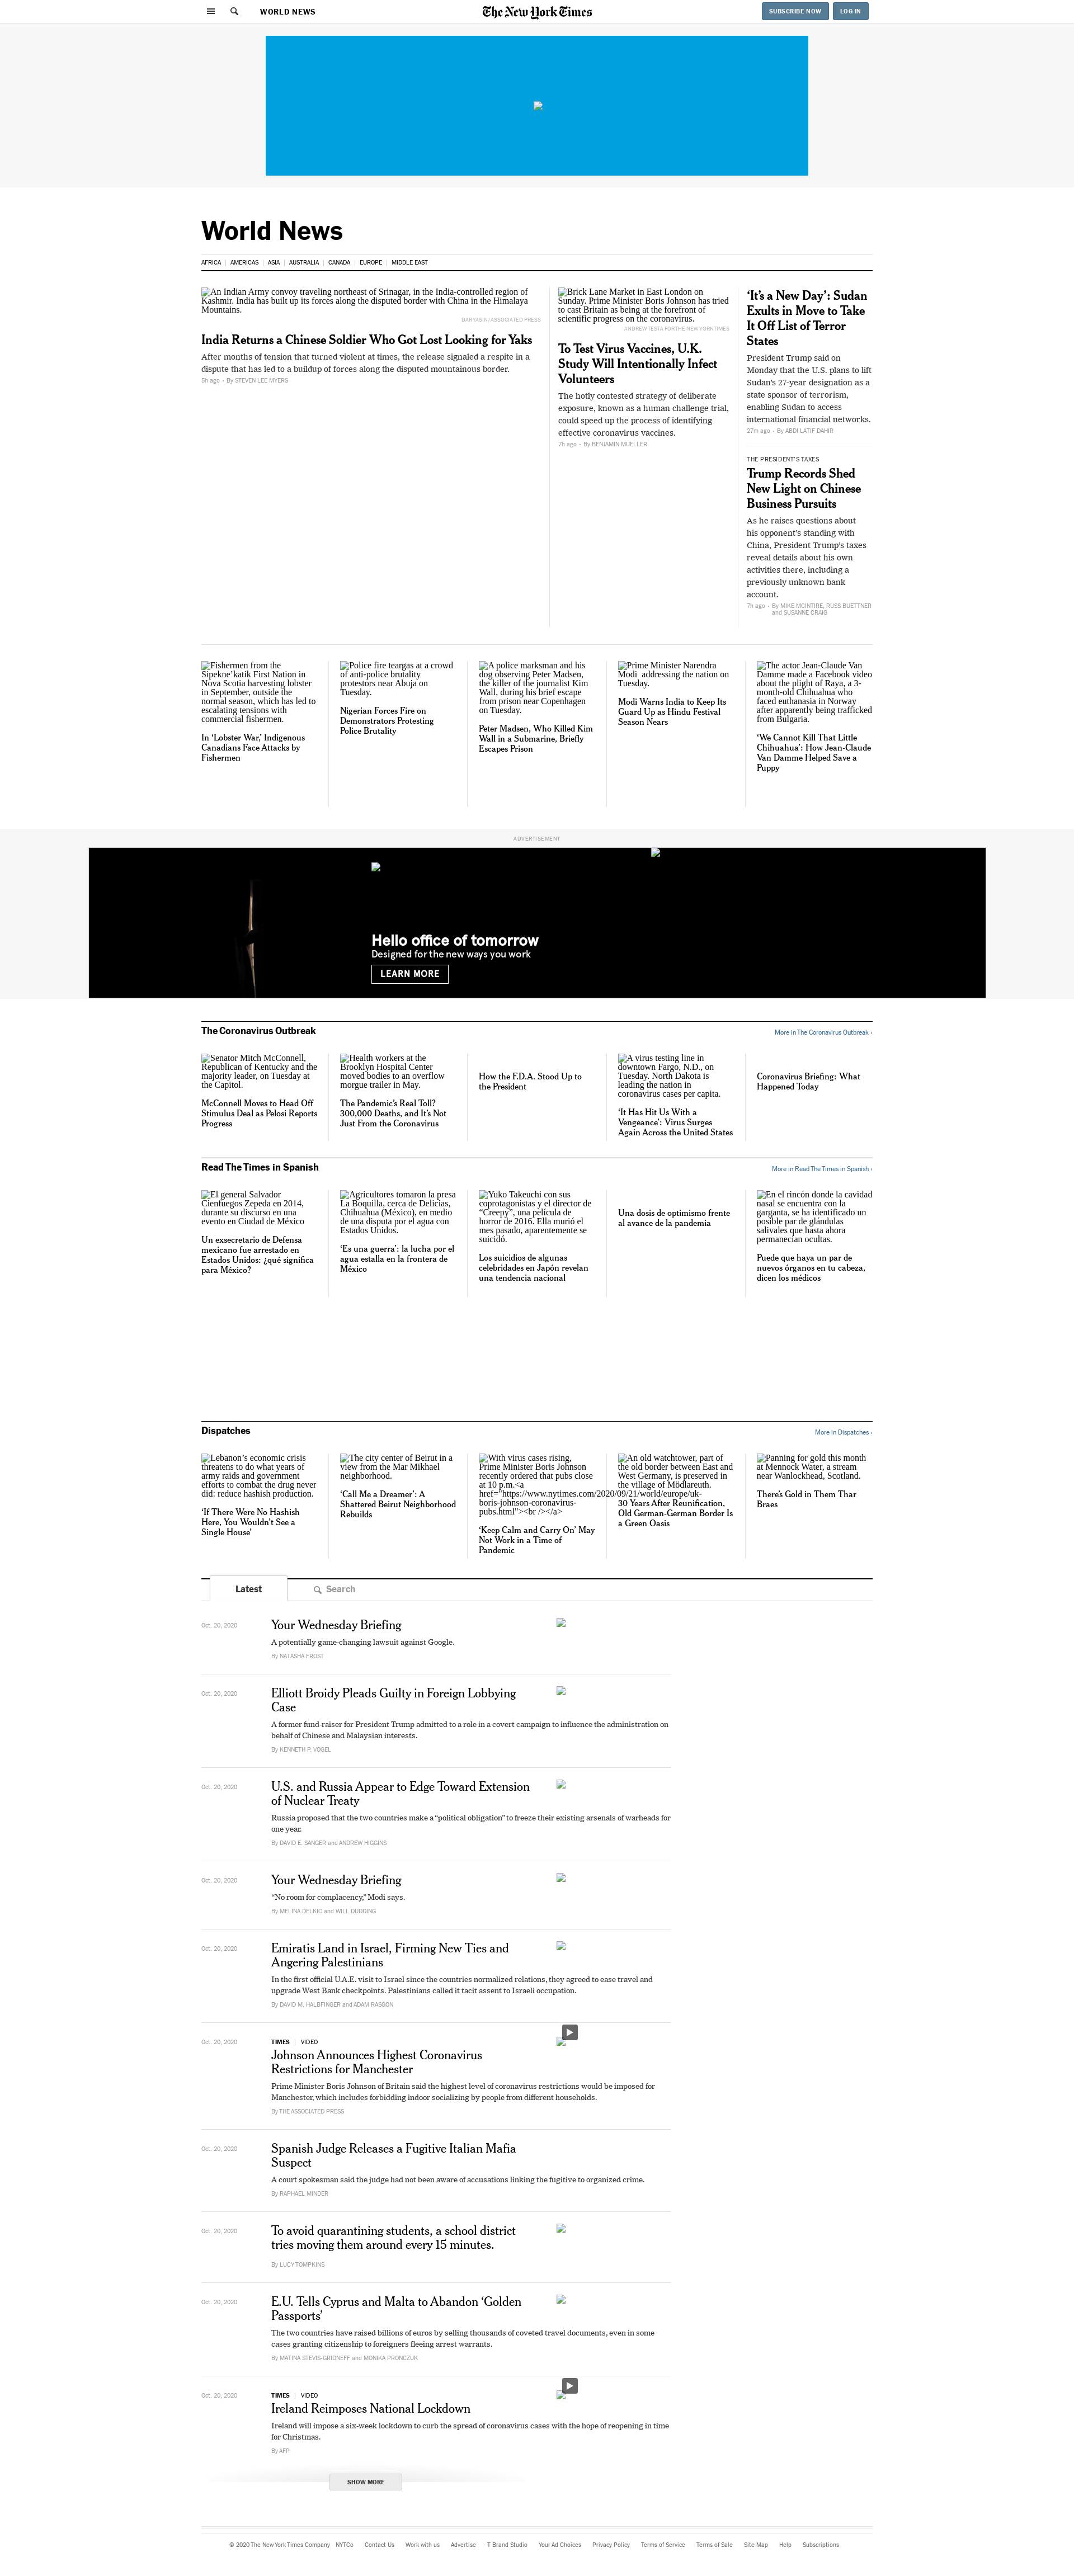 WORLD NEWS
The New York Times
SUBSCRIBE NOW
LOG IN
World News
AFRICA
AMERICAS
ASIA
AUSTRALIA
CANADA
EUROPE
MIDDLE EAST
An Indian Army convoy traveling northeast of Srinagar, in the India-controlled region of
Kashmir. India has built up its forces along the disputed border with China in the Himalaya
Mountains.
DAR YASIN/ASSOCIATED PRESS
India Returns a Chinese Soldier Who Got Lost Looking for Yaks
After months of tension that turned violent at times, the release signaled a respite in a
dispute that has led to a buildup of forces along the disputed mountainous border.
5h ago • By STEVEN LEE MYERS
Brick Lane Market in East London on
Sunday. Prime Minister Boris Johnson has tried
to cast Britain as being at the forefront of
scientific progress on the coronavirus.
ANDREW TESTA FOR THE NEW YORK TIMES
To Test Virus Vaccines, U.K.
Study Will Intentionally Infect
Volunteers
The hotly contested strategy of deliberate
exposure, known as a human challenge trial,
could speed up the process of identifying
effective coronavirus vaccines.
7h ago • By BENJAMIN MUELLER
‘It’s a New Day’: Sudan
Exults in Move to Take
It Off List of Terror
States
President Trump said on
Monday that the U.S. plans to lift
Sudan’s 27-year designation as a
state sponsor of terrorism,
enabling Sudan to access
international financial networks.
27m ago • By ABDI LATIF DAHIR
THE PRESIDENT'S TAXES
Trump Records Shed
New Light on Chinese
Business Pursuits
As he raises questions about
his opponent’s standing with
China, President Trump’s taxes
reveal details about his own
activities there, including a
previously unknown bank
account.
7h ago • By MIKE MCINTIRE, RUSS BUETTNER
and SUSANNE CRAIG
Fishermen from the
Sipekne’katik First Nation in
Nova Scotia harvesting lobster
in September, outside the
normal season, which has led to
escalating tensions with
commercial fishermen.
In ‘Lobster War,’ Indigenous
Canadians Face Attacks by
Fishermen
Police fire teargas at a crowd
of anti-police brutality
protestors near Abuja on
Tuesday.
Nigerian Forces Fire on
Demonstrators Protesting
Police Brutality
A police marksman and his
dog observing Peter Madsen,
the killer of the journalist Kim
Wall, during his brief escape
from prison near Copenhagen
on Tuesday.
Peter Madsen, Who Killed Kim
Wall in a Submarine, Briefly
Escapes Prison
Prime Minister Narendra
Modi addressing the nation on
Tuesday.
Modi Warns India to Keep Its
Guard Up as Hindu Festival
Season Nears
The actor Jean-Claude Van
Damme made a Facebook video
about the plight of Raya, a 3-
month-old Chihuahua who
faced euthanasia in Norway
after apparently being trafficked
from Bulgaria.
‘We Cannot Kill That Little
Chihuahua’: How Jean-Claude
Van Damme Helped Save a
Puppy
ADVERTISEMENT
Hello office of tomorrow
Designed for the new ways you work
LEARN MORE
The Coronavirus Outbreak
More in The Coronavirus Outbreak ›
Senator Mitch McConnell,
Republican of Kentucky and the
majority leader, on Tuesday at
the Capitol.
McConnell Moves to Head Off
Stimulus Deal as Pelosi Reports
Progress
Health workers at the
Brooklyn Hospital Center
moved bodies to an overflow
morgue trailer in May.
The Pandemic’s Real Toll?
300,000 Deaths, and It’s Not
Just From the Coronavirus
How the F.D.A. Stood Up to
the President
A virus testing line in
downtown Fargo, N.D., on
Tuesday. North Dakota is
leading the nation in
coronavirus cases per capita.
‘It Has Hit Us With a
Vengeance’: Virus Surges
Again Across the United States
Coronavirus Briefing: What
Happened Today
Read The Times in Spanish
More in Read The Times in Spanish ›
El general Salvador
Cienfuegos Zepeda en 2014,
durante su discurso en una
evento en Ciudad de México
Un exsecretario de Defensa
mexicano fue arrestado en
Estados Unidos: ¿qué significa
para México?
Agricultores tomaron la presa
La Boquilla, cerca de Delicias,
Chihuahua (México), en medio
de una disputa por el agua con
Estados Unidos.
‘Es una guerra’: la lucha por el
agua estalla en la frontera de
México
Yuko Takeuchi con sus
coprotagonistas y el director de
“Creepy”, una película de
horror de 2016. Ella murió el
mes pasado, aparentemente se
suicidó.
Los suicidios de algunas
celebridades en Japón revelan
una tendencia nacional
Una dosis de optimismo frente
al avance de la pandemia
En el rincón donde la cavidad
nasal se encuentra con la
garganta, se ha identificado un
posible par de glándulas
salivales que hasta ahora
permanecían ocultas.
Puede que haya un par de
nuevos órganos en tu cabeza,
dicen los médicos
Dispatches
More in Dispatches ›
Lebanon’s economic crisis
threatens to do what years of
army raids and government
efforts to combat the drug never
did: reduce hashish production.
‘If There Were No Hashish
Here, You Wouldn’t See a
Single House’
The city center of Beirut in a
view from the Mar Mikhael
neighborhood.
‘Call Me a Dreamer’: A
Shattered Beirut Neighborhood
Rebuilds
With virus cases rising,
Prime Minister Boris Johnson
recently ordered that pubs close
at 10 p.m.<a
href="https://www.nytimes.com/2020/09/21/world/europe/uk-
boris-johnson-coronavirus-
pubs.html"><br /></a>
‘Keep Calm and Carry On’ May
Not Work in a Time of
Pandemic
An old watchtower, part of
the old border between East and
West Germany, is preserved in
the village of Mödlareuth.
30 Years After Reunification,
Old German-German Border Is
a Green Oasis
Panning for gold this month
at Mennock Water, a stream
near Wanlockhead, Scotland.
There’s Gold in Them Thar
Braes
Latest
Search
Oct. 20, 2020
Your Wednesday Briefing
A potentially game-changing lawsuit against Google.
By NATASHA FROST
Oct. 20, 2020
Elliott Broidy Pleads Guilty in Foreign Lobbying
Case
A former fund-raiser for President Trump admitted to a role in a covert campaign to influence the administration on
behalf of Chinese and Malaysian interests.
By KENNETH P. VOGEL
Oct. 20, 2020
U.S. and Russia Appear to Edge Toward Extension
of Nuclear Treaty
Russia proposed that the two countries make a “political obligation” to freeze their existing arsenals of warheads for
one year.
By DAVID E. SANGER and ANDREW HIGGINS
Oct. 20, 2020
Your Wednesday Briefing
“No room for complacency,” Modi says.
By MELINA DELKIC and WILL DUDDING
Oct. 20, 2020
Emiratis Land in Israel, Firming New Ties and
Angering Palestinians
In the first official U.A.E. visit to Israel since the countries normalized relations, they agreed to ease travel and
upgrade West Bank checkpoints. Palestinians called it tacit assent to Israeli occupation.
By DAVID M. HALBFINGER and ADAM RASGON
Oct. 20, 2020
TIMES | VIDEO
Johnson Announces Highest Coronavirus
Restrictions for Manchester
Prime Minister Boris Johnson of Britain said the highest level of coronavirus restrictions would be imposed for
Manchester, which includes forbidding indoor socializing by people from different households.
By THE ASSOCIATED PRESS
Oct. 20, 2020
Spanish Judge Releases a Fugitive Italian Mafia
Suspect
A court spokesman said the judge had not been aware of accusations linking the fugitive to organized crime.
By RAPHAEL MINDER
Oct. 20, 2020
To avoid quarantining students, a school district
tries moving them around every 15 minutes.
By LUCY TOMPKINS
Oct. 20, 2020
E.U. Tells Cyprus and Malta to Abandon ‘Golden
Passports’
The two countries have raised billions of euros by selling thousands of coveted travel documents, even in some
cases granting citizenship to foreigners fleeing arrest warrants.
By MATINA STEVIS-GRIDNEFF and MONIKA PRONCZUK
Oct. 20, 2020
TIMES | VIDEO
Ireland Reimposes National Lockdown
Ireland will impose a six-week lockdown to curb the spread of coronavirus cases with the hope of reopening in time
for Christmas.
By AFP
SHOW MORE
© 2020 The New York Times Company
NYTCo
Contact Us
Work with us
Advertise
T Brand Studio
Your Ad Choices
Privacy Policy
Terms of Service
Terms of Sale
Site Map
Help
Subscriptions